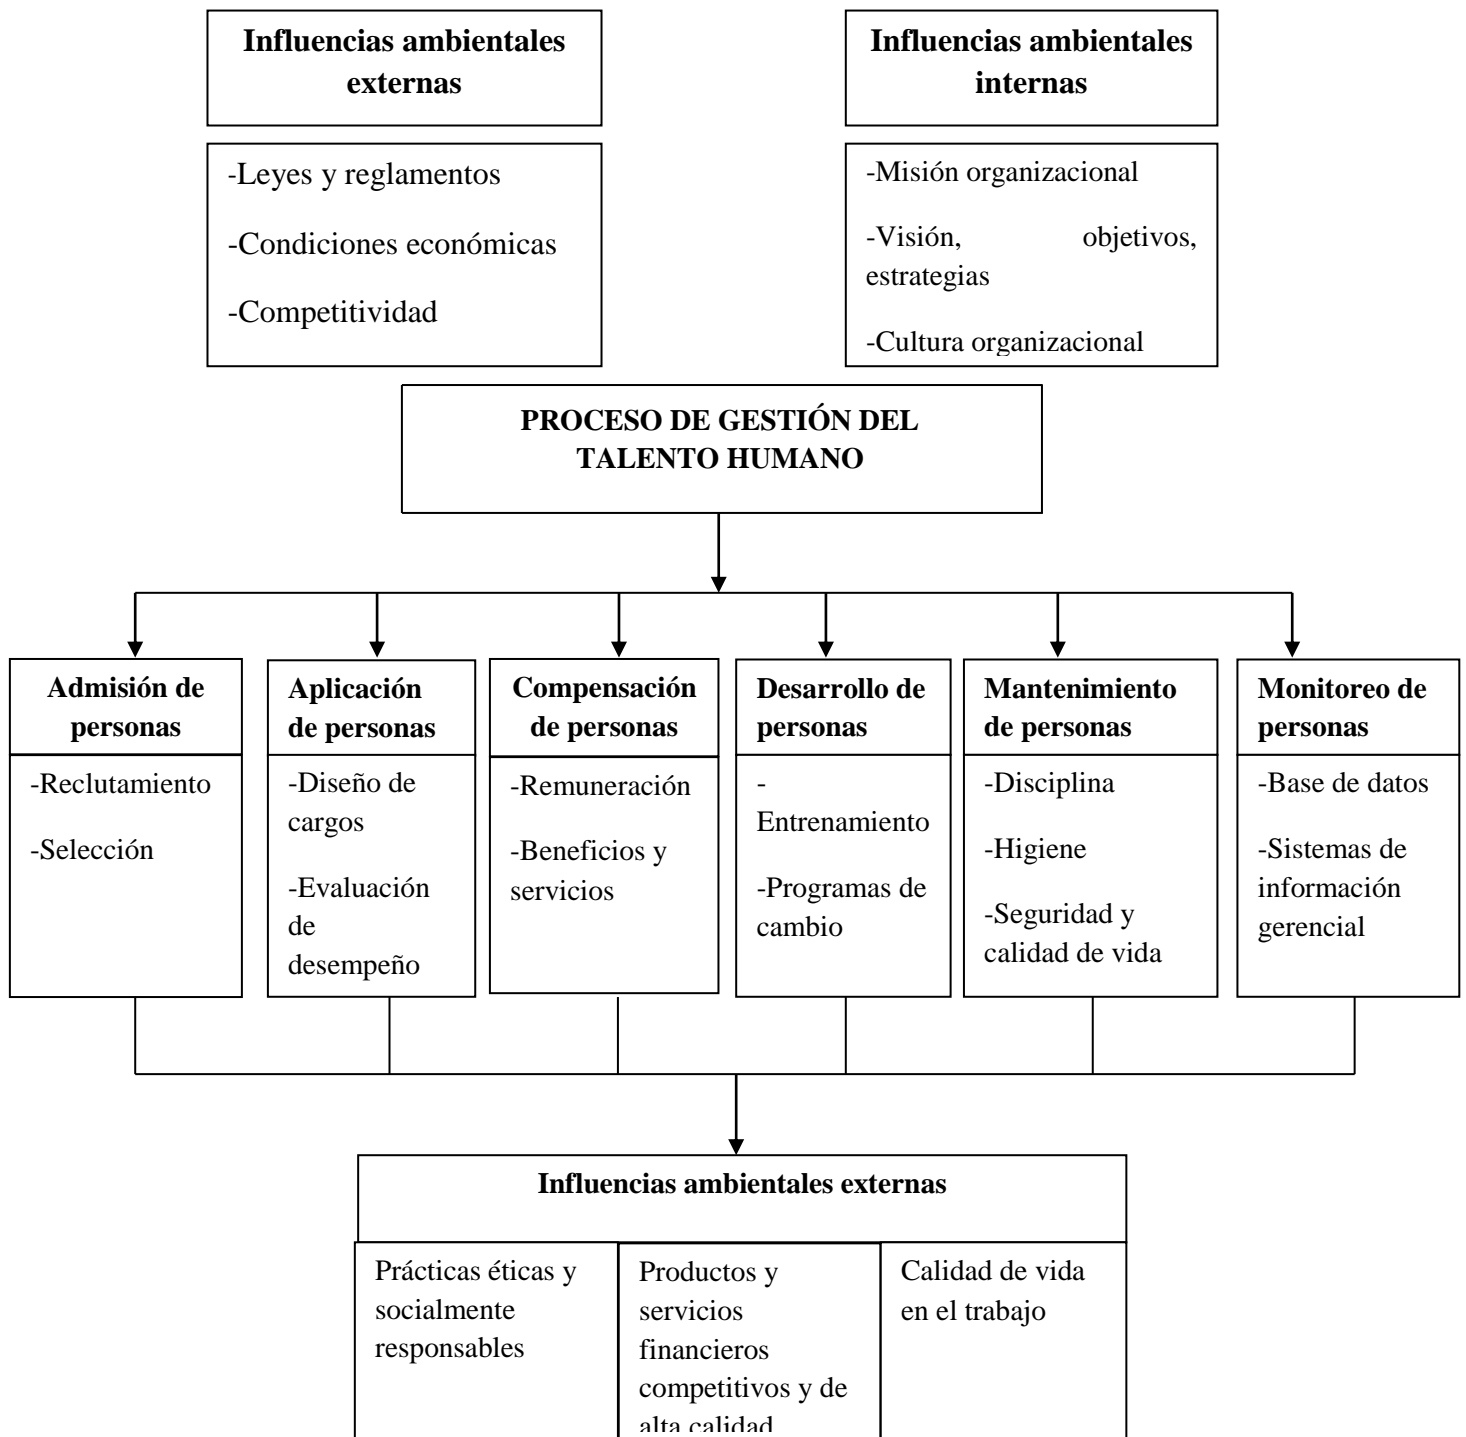 Influencias ambientales
externas
Influencias ambientales
internas
-Leyes y reglamentos
-Condiciones económicas
-Competitividad
-Misión organizacional
-Visión, objetivos,
estrategias
-Cultura organizacional
PROCESO DE GESTIÓN DEL
TALENTO HUMANO
Admisión de
personas
-Reclutamiento
-Selección
Aplicación
de personas
-Diseño de
cargos
-Evaluación
de
desempeño
Compensación
de personas
-Remuneración
-Beneficios y
servicios
Desarrollo de
personas
-
Entrenamiento
-Programas de
cambio
Mantenimiento
de personas
-Disciplina
-Higiene
-Seguridad y
calidad de vida
Monitoreo de
personas
-Base de datos
-Sistemas de
información
gerencial
Influencias ambientales externas
Prácticas éticas y
socialmente
responsables
Productos y
servicios
financieros
competitivos y de
alta calidad
Calidad de vida
en el trabajo